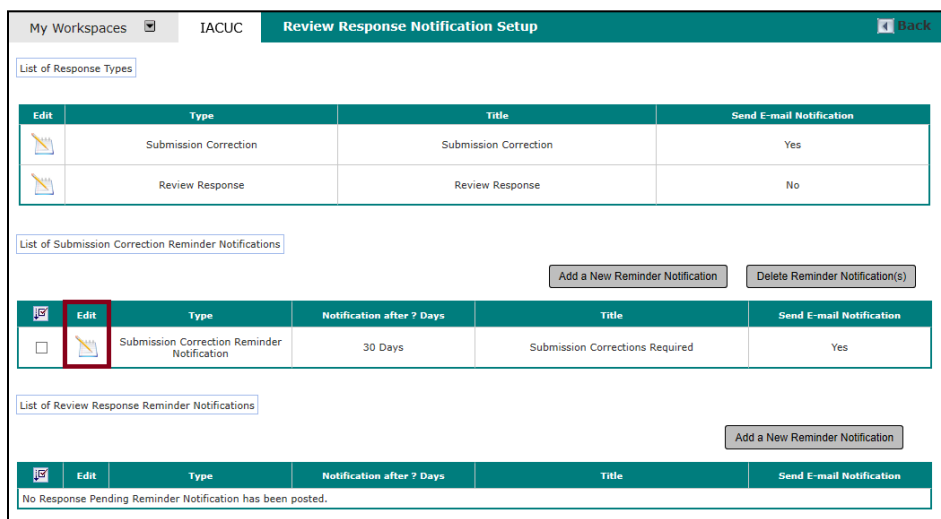 My Workspaces IACUC Review Response Notification Setup Back
List of Response Types
Edit Type Title Send E-mail Notification
Submission Correction Submission Correction Yes
Review Response Review Response No
List of Submission Correction Reminder Notifications
Add a New Reminder Notification Delete Reminder Notification(s)
Edit Type Notification after ? Days Title Send E-mail Notification
Submission Correction Reminder
Notification 30 Days Submission Corrections Required Yes
List of Review Response Reminder Notifications
Add a New Reminder Notification
Edit Type Notification after ? Days Title Send E-mail Notification
No Response Pending Reminder Notification has been posted.